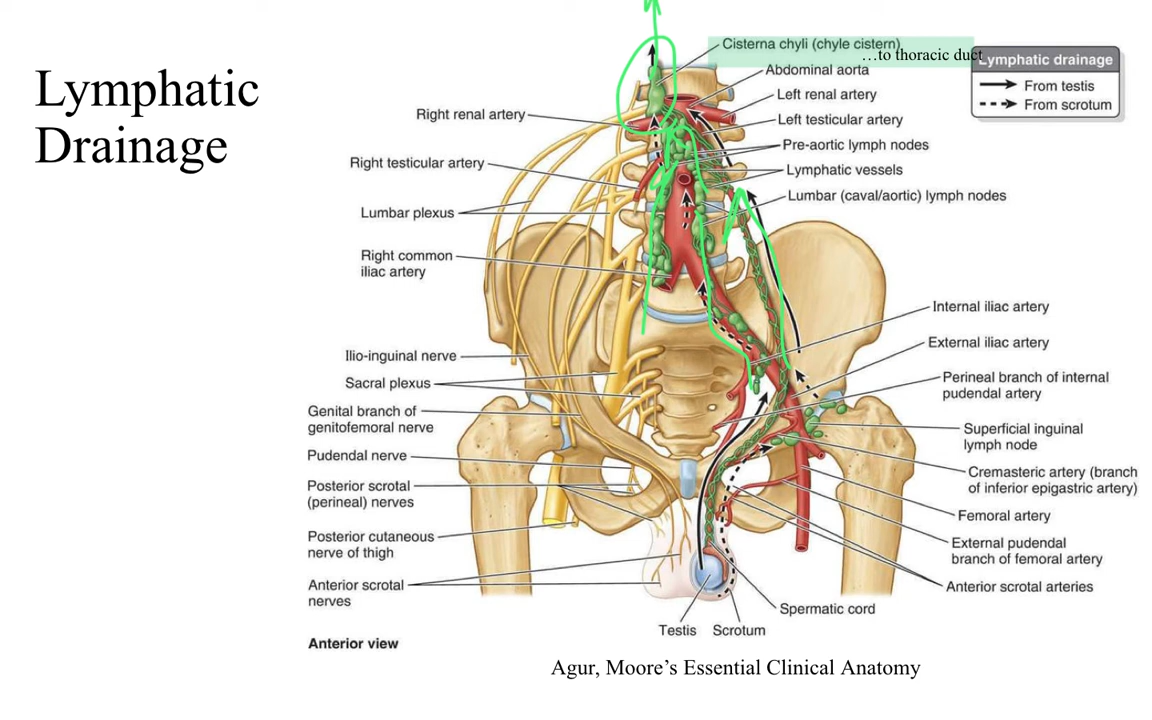 Lymphatic
Drainage
Cisterna chyli (chyle cistern)
…to thoracic duct
Abdominal aorta
Left renal artery
Left testicular artery
Pre-aortic lymph nodes
Lymphatic vessels
Lumbar (caval/aortic) lymph nodes
Lymphatic drainage
From testis
From scrotum
Right renal artery
Right testicular artery
Lumbar plexus
Right common
iliac artery
Ilio-inguinal nerve
Sacral plexus
Genital branch of
genitofemoral nerve
Pudendal nerve
Posterior scrotal
(perineal) nerves
Posterior cutaneous
nerve of thigh
Anterior scrotal
nerves
Internal iliac artery
External iliac artery
Perineal branch of internal
pudendal artery
Superficial inguinal
lymph node
Cremasteric artery (branch
of inferior epigastric artery)
Femoral artery
External pudendal
branch of femoral artery
Anterior scrotal arteries
Spermatic cord
Testis
Scrotum
Anterior view
Agur, Moore’s Essential Clinical Anatomy